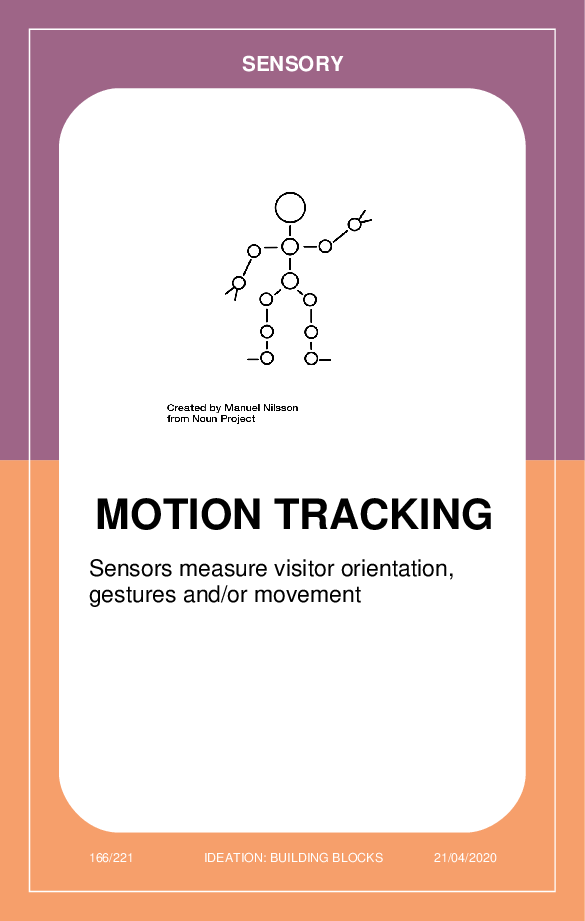 SENSORY
Created by Manuel Nilsson
from Noun Project
MOTION TRACKING
Sensors measure visitor orientation,
gestures and/or movement
166/221 IDEATION: BUILDING BLOCKS 21/04/2020